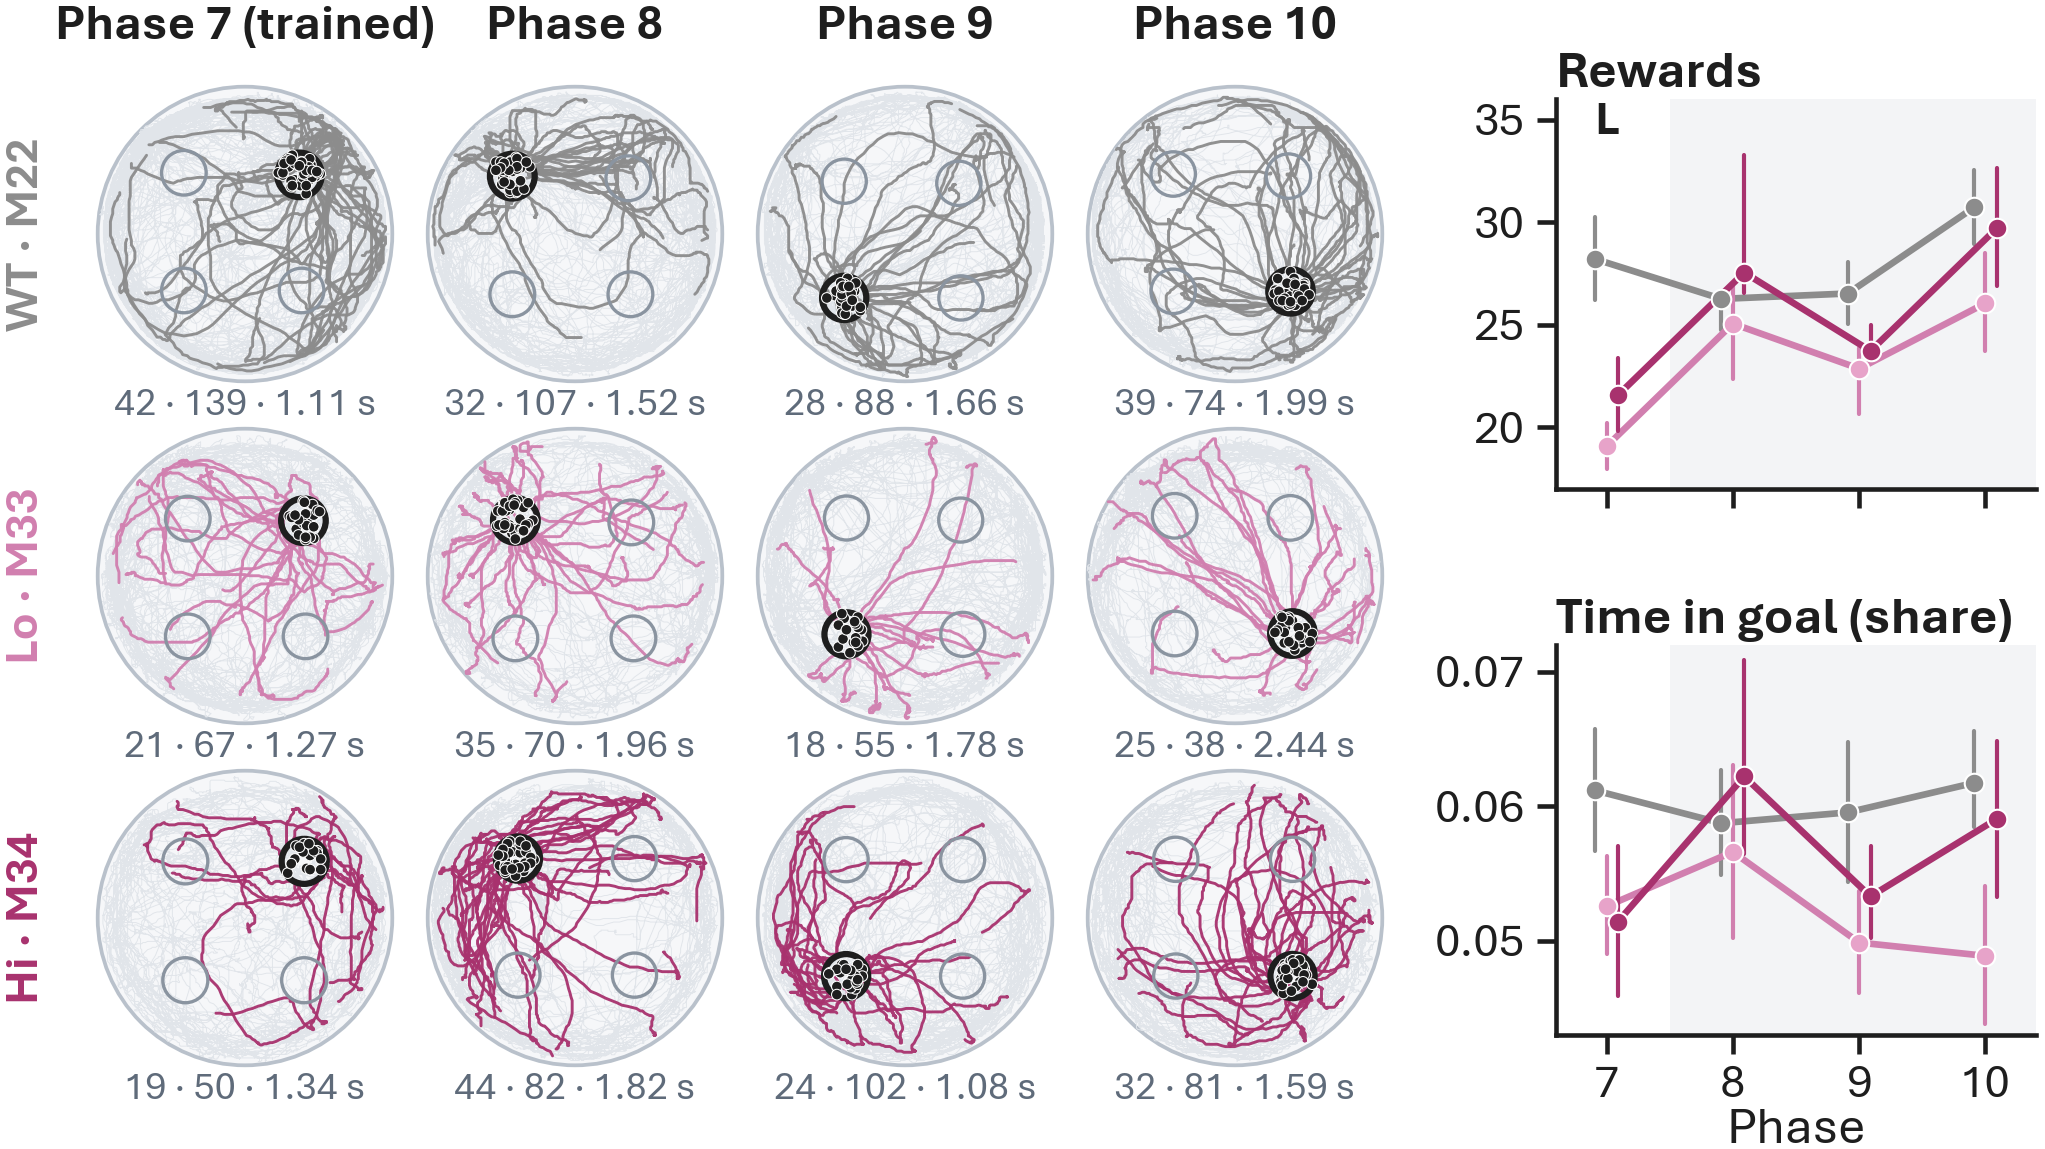 Phase 7 (trained) Phase 8 Phase 9 Phase 10
WT · M22
42 · 139 · 1.11 s
32 · 107 · 1.52 s
28 · 88 · 1.66 s
39 · 74 · 1.99 s
Lo · M33
21 · 67 · 1.27 s
35 · 70 · 1.96 s
18 · 55 · 1.78 s
25 · 38 · 2.44 s
Hi · M34
19 · 50 · 1.34 s
44 · 82 · 1.82 s
24 · 102 · 1.08 s
32 · 81 · 1.59 s
Rewards
L
35
30
25
20
Time in goal (share)
0.07
0.06
0.05
7 8 9 10
Phase